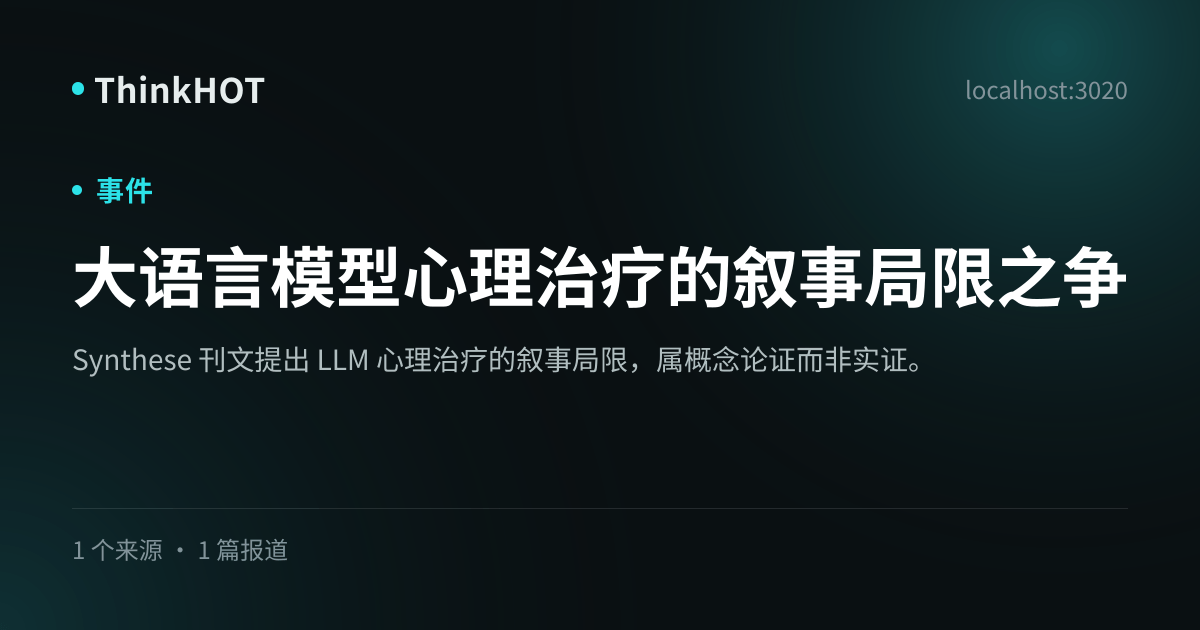 ThinkHOT
localhost:3020
事件
大语言模型心理治疗的叙事局限之争
Synthese 刊文提出 LLM 心理治疗的叙事局限，属概念论证而非实证。
1 个来源 · 1 篇报道